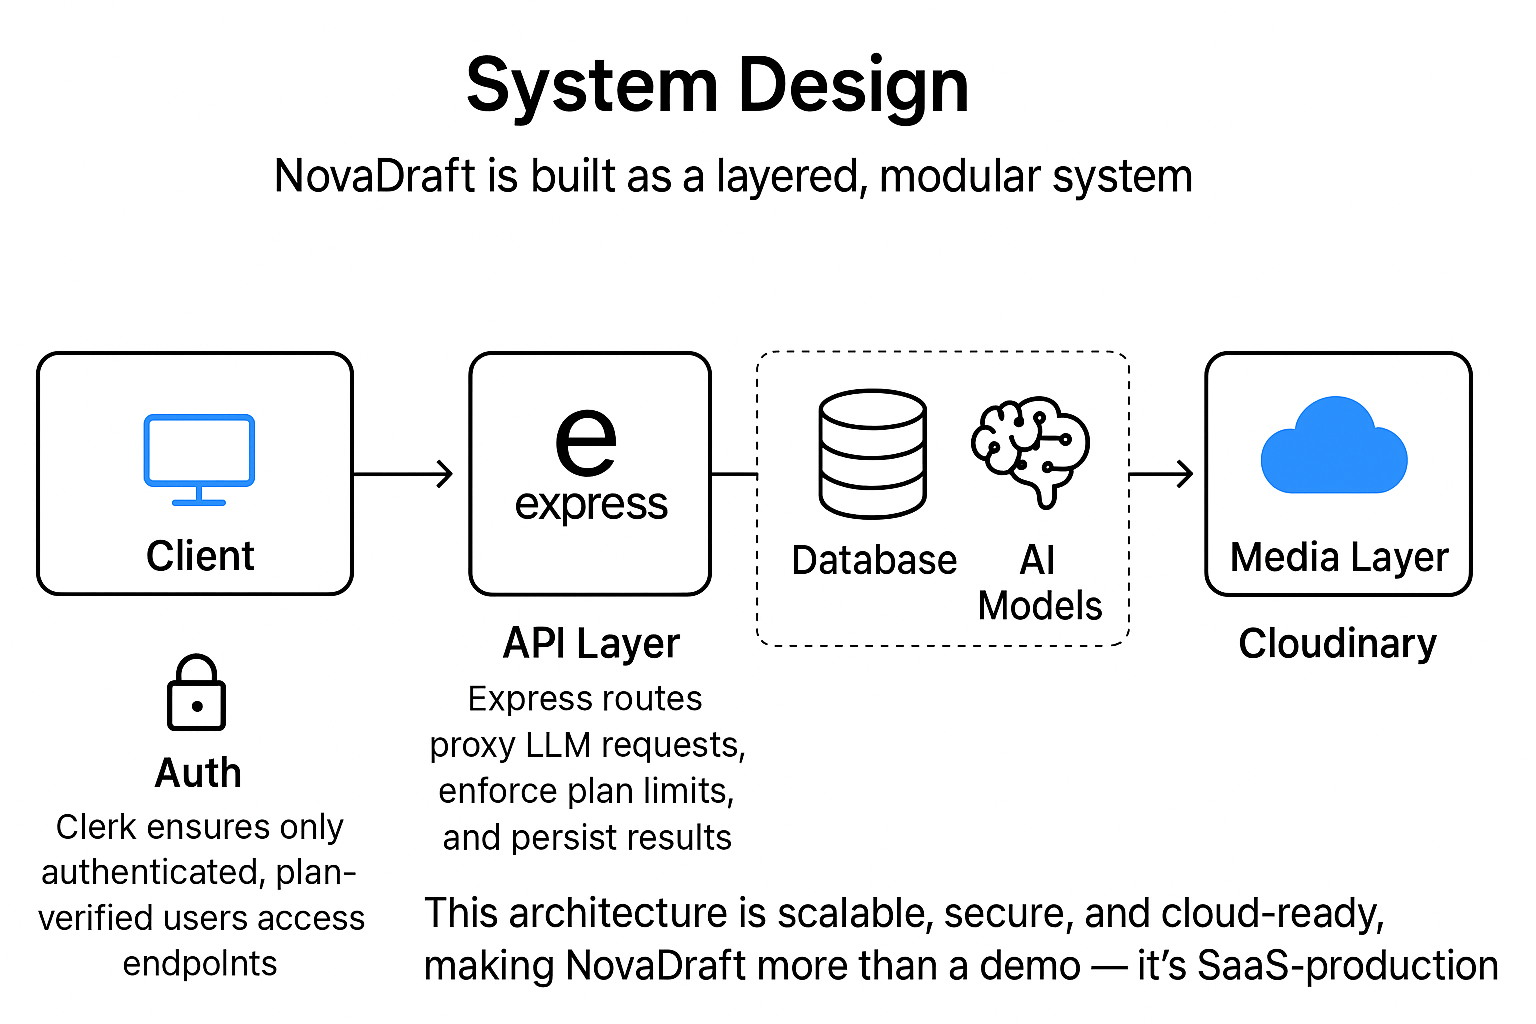 System Design
NovaDraft is built as a layered, modular system
Client
e
express
Database
AI
Models
Media Layer
API Layer
Express routes
proxy LLM requests,
enforce plan limits,
and persist results
Cloudinary
Auth
Clerk ensures only
authenticated, plan-
verified users access
endpolnts
This architecture is scalable, secure, and cloud-ready,
making NovaDraft more than a demo — it’s SaaS-production